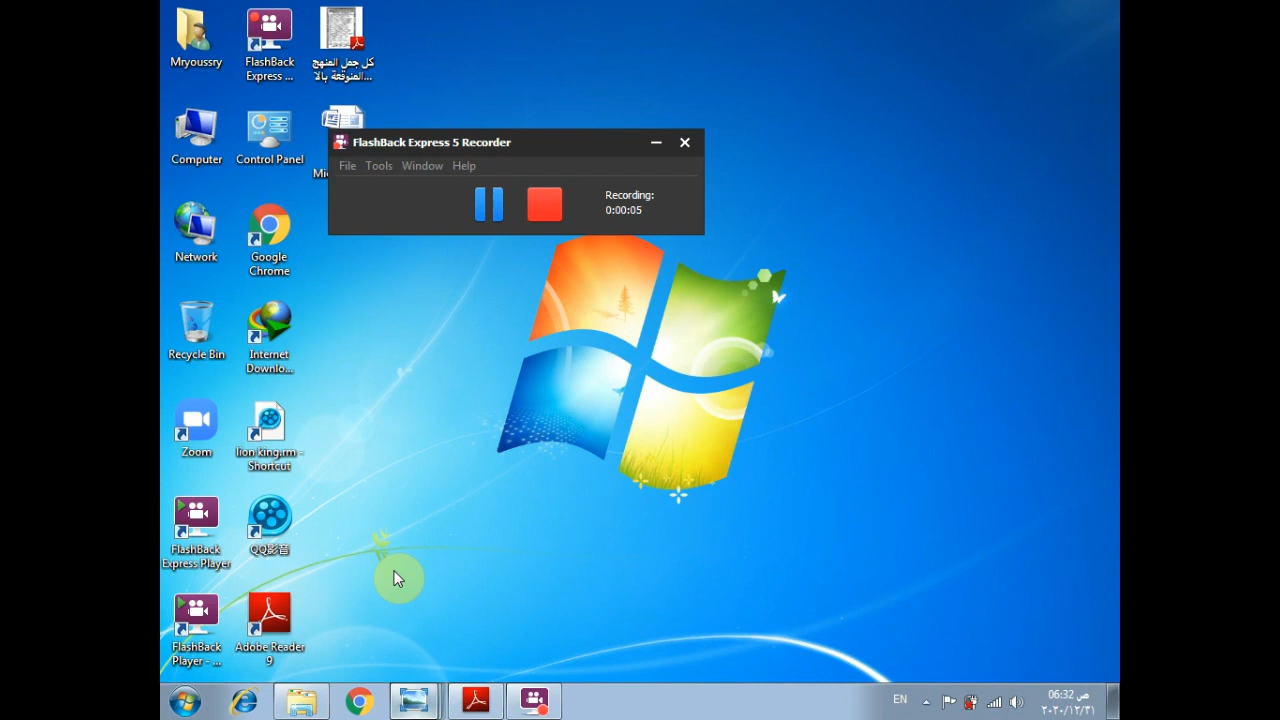 Mryoussry
FlashBack
Express ...
كل جمل المنهج
المتوقعة بالا...
Computer
Control Panel
FlashBack Express 5 Recorder
File Tools Window Help
Recording:
0:00:05
Network
Google
Chrome
Recycle Bin
Internet
Downlo...
Zoom
lion king.rm -
Shortcut
FlashBack
Express Player
QQ影音
FlashBack
Player - ...
Adobe Reader
9
EN
06:32 ص
٢٠٢٠/١٢/٣١